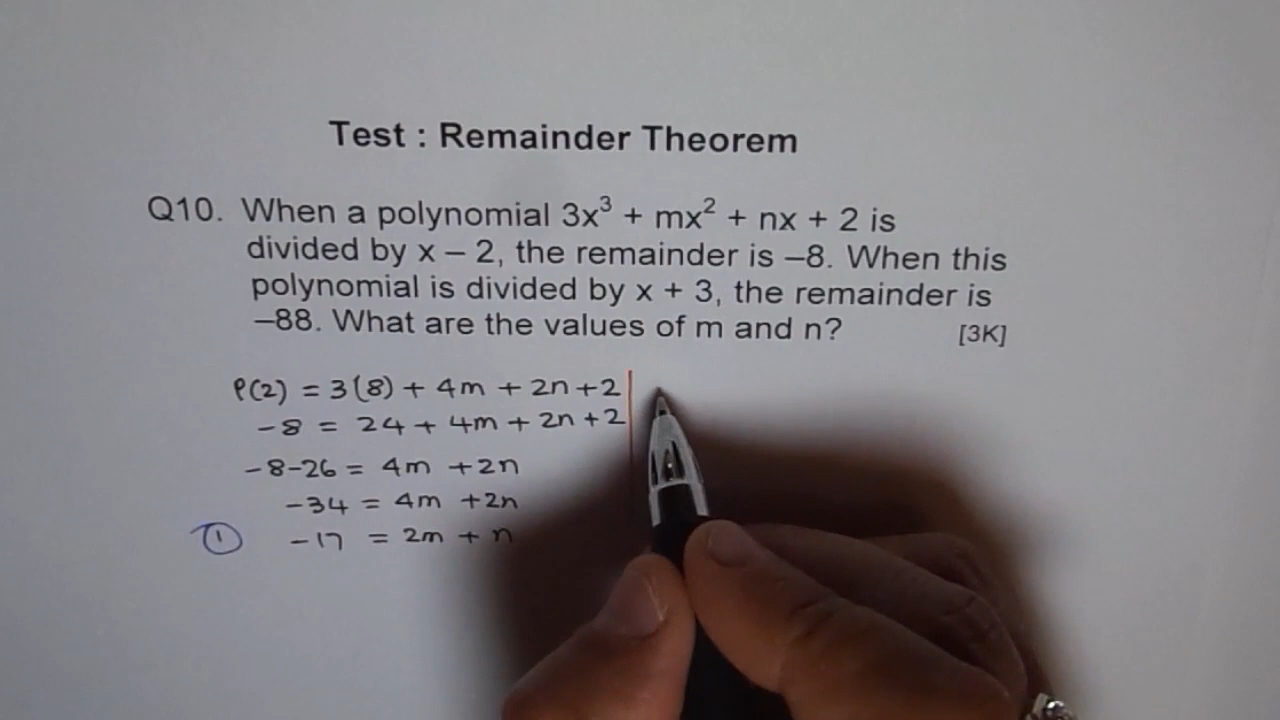 Test : Remainder Theorem
Q10. When a polynomial 3x³ + mx² + nx + 2 is
divided by x – 2, the remainder is –8. When this
polynomial is divided by x + 3, the remainder is
–88. What are the values of m and n? [3K]
P(2) = 3(8) + 4m + 2n + 2
-8 = 24 + 4m + 2n + 2
-8-26 = 4m + 2n
-34 = 4m + 2n
① -17 = 2m + n